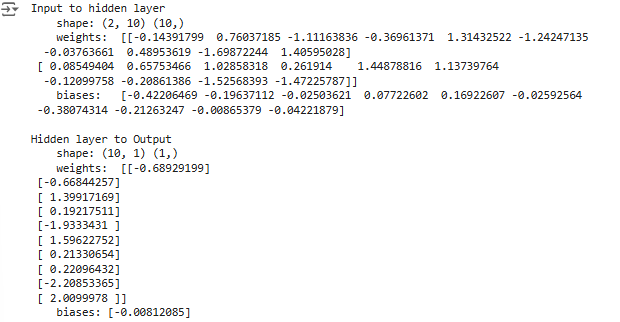 Input to hidden layer
shape: (2, 10) (10,)
weights: [[-0.14391799 0.76037185 -1.11163836 -0.36961371 1.31432522 -1.24247135
-0.03763661 0.48953619 -1.69872244 1.40595028]
[ 0.08549404 0.65753466 1.02858318 0.261914 1.44878816 1.13739764
-0.12099758 -0.20861386 -1.52568393 -1.47225787]]
biases: [-0.42206469 -0.19637112 -0.02503621 0.07722602 0.16922607 -0.02592564
-0.38074314 -0.21263247 -0.00865379 -0.04221879]
Hidden layer to Output
shape: (10, 1) (1,)
weights: [[-0.68929199]
[-0.66844257]
[ 1.39917169]
[ 0.19217511]
[-1.9333431 ]
[ 1.59622752]
[ 0.21330654]
[ 0.22096432]
[-2.20853365]
[ 2.0099978 ]]
biases: [-0.00812085]